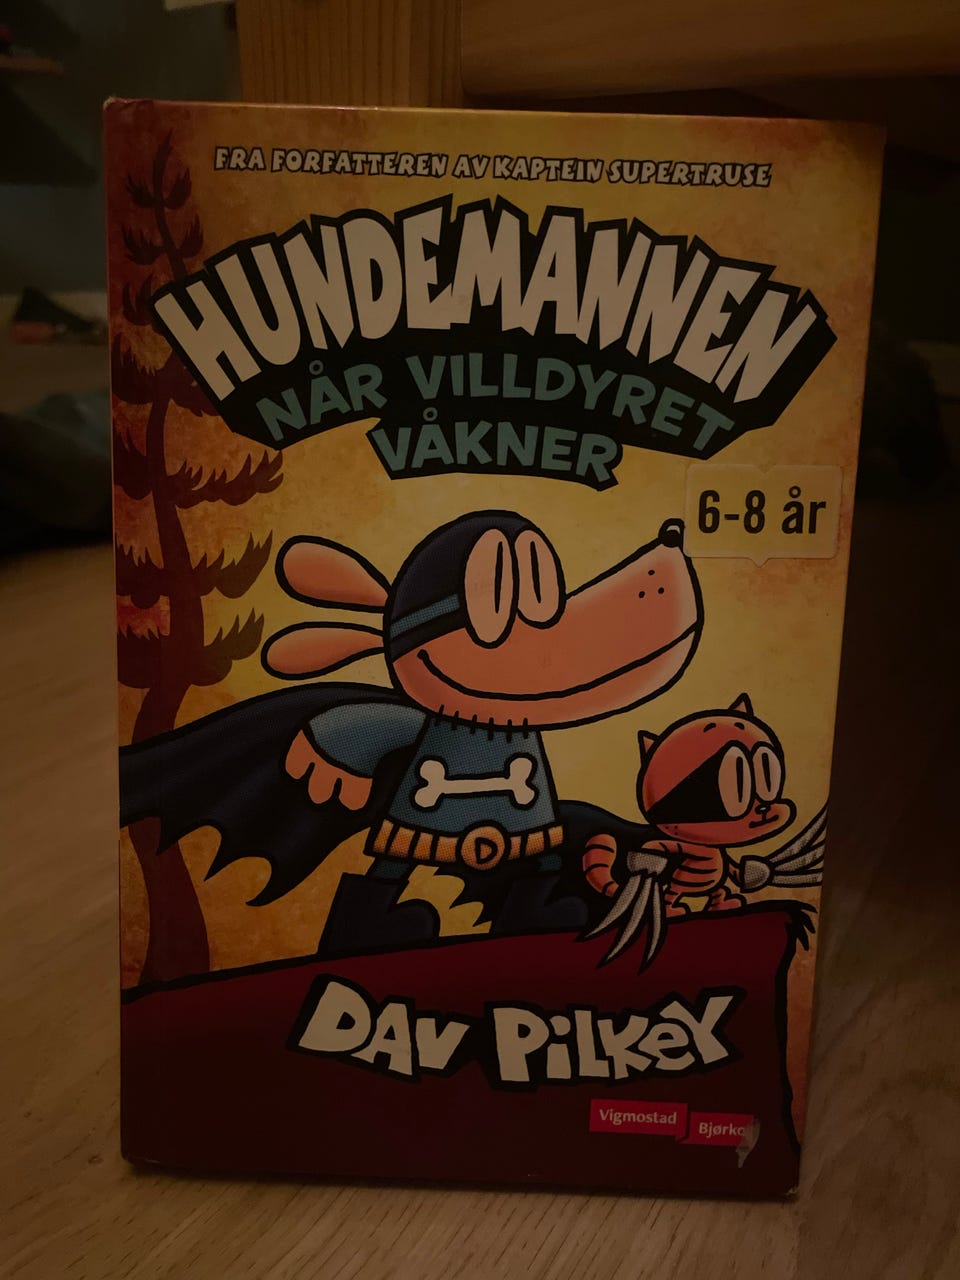 FRA FORFATTEREN AV KAPTEIN SUPERTRUSE
HUNDEMANNEN
NÅR VILLDYRET
VÅKNER
6-8 år
D
DAV PILKEY
Vigmostad